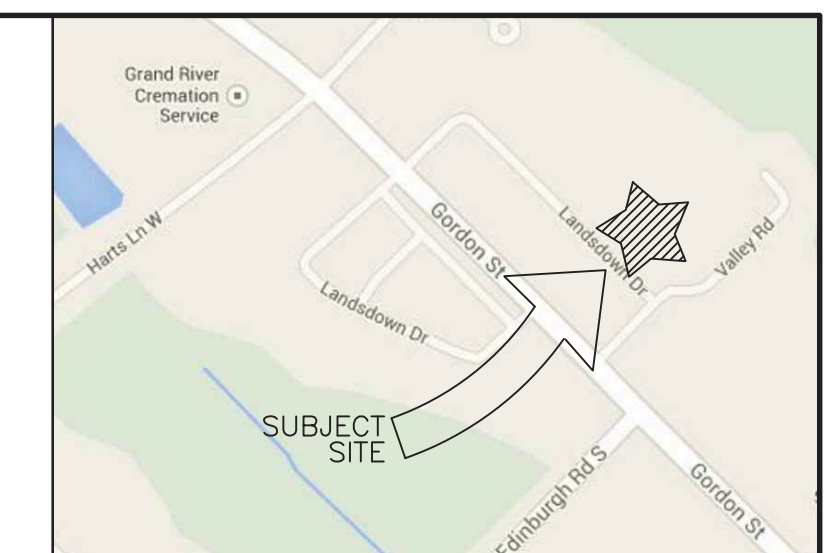 Grand River
Cremation
Service
Harts Ln W
Gordon St
Landsdown Dr
Valley Rd
Landsdown Dr
SUBJECT
SITE
Edinburgh Rd S
Gordon St